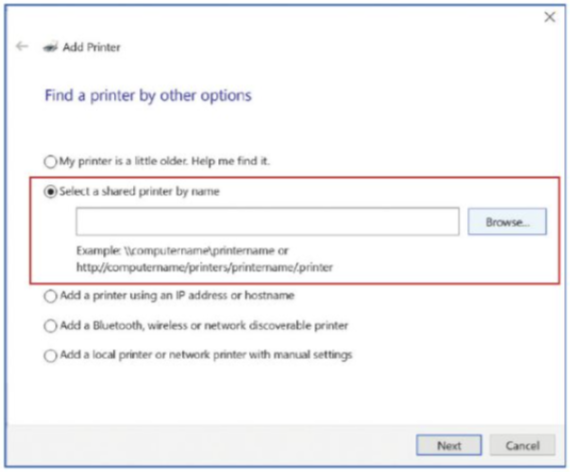 Add Printer
Find a printer by other options
My printer is a little older. Help me find it.
Select a shared printer by name
Browse...
Example: \\computername\printername or
http://computername/printers/printername/.printer
Add a printer using an IP address or hostname
Add a Bluetooth, wireless or network discoverable printer
Add a local printer or network printer with manual settings
Next Cancel